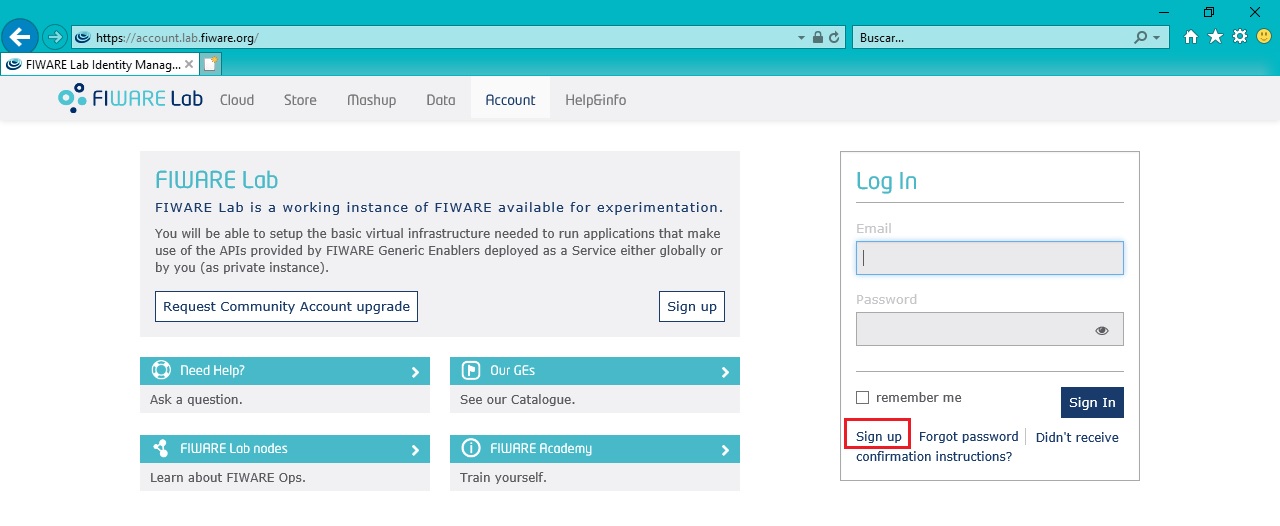 https://account.lab.fiware.org/
Buscar...
FIWARE Lab Identity Manag...
FIWARE Lab Cloud Store Mashup Data Account Help&info
FIWARE Lab
FIWARE Lab is a working instance of FIWARE available for experimentation.
You will be able to setup the basic virtual infrastructure needed to run applications that make
use of the APIs provided by FIWARE Generic Enablers deployed as a Service either globally or
by you (as private instance).
Request Community Account upgrade
Sign up
Need Help?
Ask a question.
Our GEs
See our Catalogue.
FIWARE Lab nodes
Learn about FIWARE Ops.
FIWARE Academy
Train yourself.
Log In
Email
Password
remember me
Sign In
Sign up Forgot password Didn't receive
confirmation instructions?